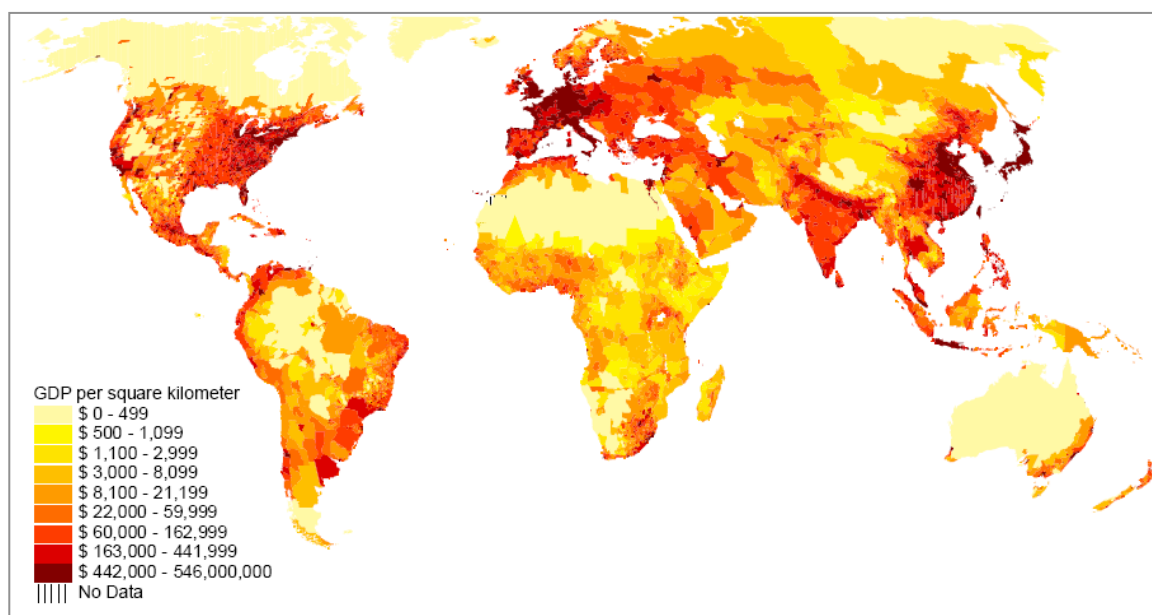 GDP per square kilometer
$ 0 - 499
$ 500 - 1,099
$ 1,100 - 2,999
$ 3,000 - 8,099
$ 8,100 - 21,199
$ 22,000 - 59,999
$ 60,000 - 162,999
$ 163,000 - 441,999
$ 442,000 - 546,000,000
No Data